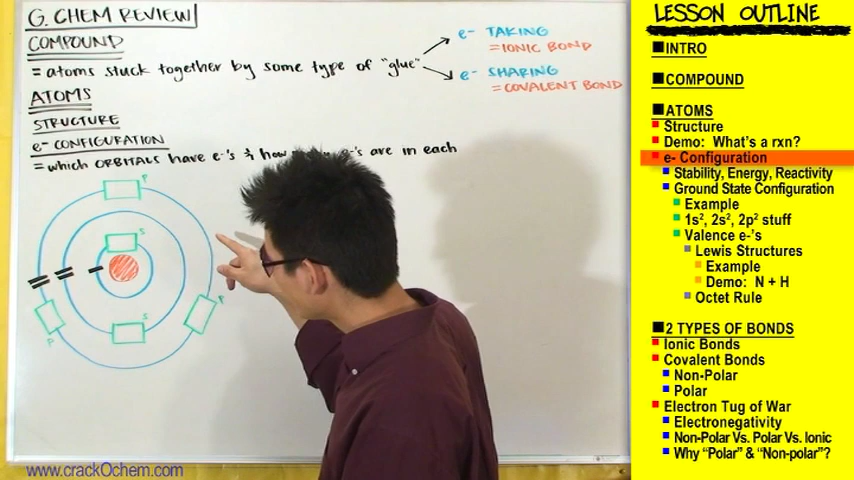 G. CHEM REVIEW
COMPOUND
= atoms stuck together by some type of "glue"
e- TAKING
= IONIC BOND
e- SHARING
= COVALENT BOND
ATOMS
STRUCTURE
e- CONFIGURATION
= which ORBITALS have e-'s & how e-'s are in each
P
S
S
P
P
www.crackOchem.com
LESSON OUTLINE
INTRO
COMPOUND
ATOMS
Structure
Demo: What's a rxn?
e- Configuration
Stability, Energy, Reactivity
Ground State Configuration
Example
1s², 2s², 2p² stuff
Valence e-'s
Lewis Structures
Example
Demo: N + H
Octet Rule
2 TYPES OF BONDS
Ionic Bonds
Covalent Bonds
Non-Polar
Polar
Electron Tug of War
Electronegativity
Non-Polar Vs. Polar Vs. Ionic
Why "Polar" & "Non-polar"?